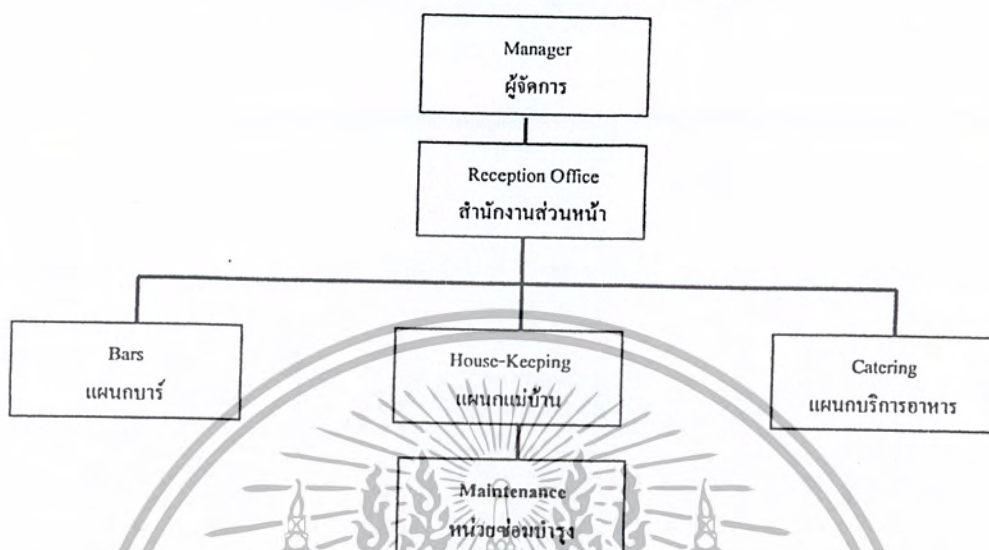 Manager
ผู้จัดการ
Reception Office
สำนักงานส่วนหน้า
Bars
แผนกบาร์
House-Keeping
แผนกแม่บ้าน
Catering
แผนกบริการอาหาร
Maintenance
หน่วยซ่อมบำรุง